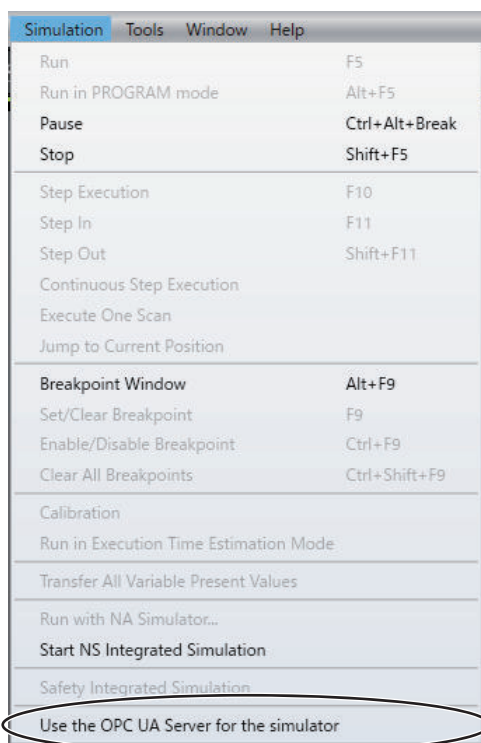 Simulation Tools Window Help
Run F5
Run in PROGRAM mode Alt+F5
Pause Ctrl+Alt+Break
Stop Shift+F5
Step Execution F10
Step In F11
Step Out Shift+F11
Continuous Step Execution
Execute One Scan
Jump to Current Position
Breakpoint Window Alt+F9
Set/Clear Breakpoint F9
Enable/Disable Breakpoint Ctrl+F9
Clear All Breakpoints Ctrl+Shift+F9
Calibration
Run in Execution Time Estimation Mode
Transfer All Variable Present Values
Run with NA Simulator...
Start NS Integrated Simulation
Safety Integrated Simulation
Use the OPC UA Server for the simulator